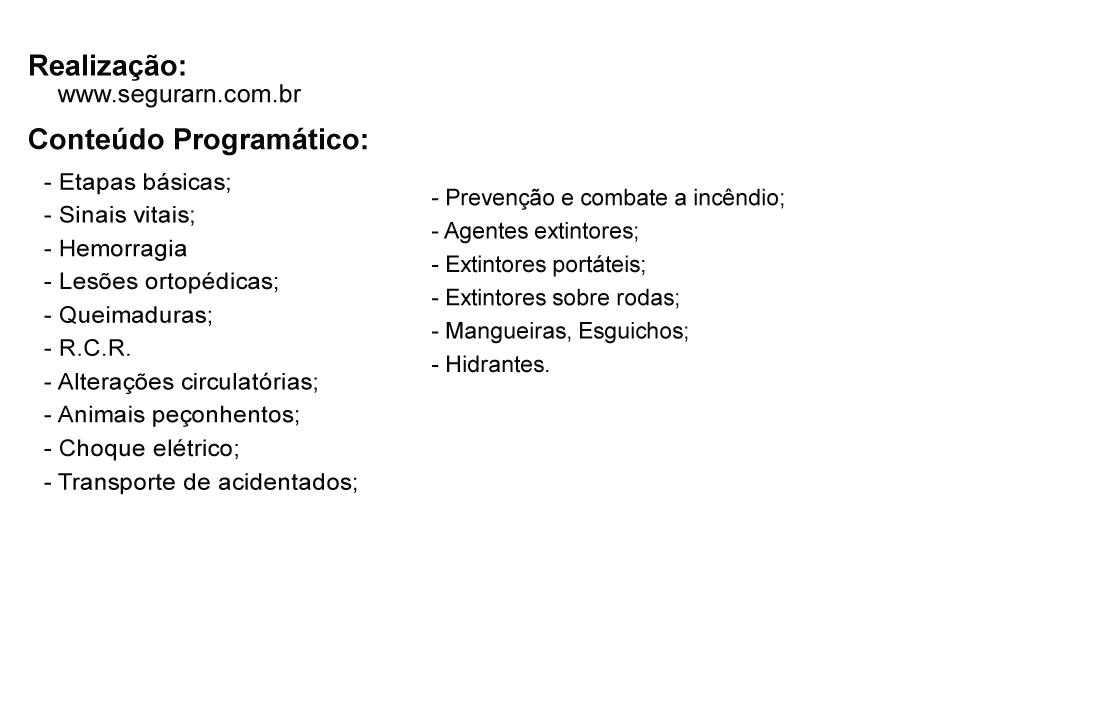 Realização:
www.segurarn.com.br
Conteúdo Programático:
- Etapas básicas;
- Sinais vitais;
- Hemorragia
- Lesões ortopédicas;
- Queimaduras;
- R.C.R.
- Alterações circulatórias;
- Animais peçonhentos;
- Choque elétrico;
- Transporte de acidentados;
- Prevenção e combate a incêndio;
- Agentes extintores;
- Extintores portáteis;
- Extintores sobre rodas;
- Mangueiras, Esguichos;
- Hidrantes.